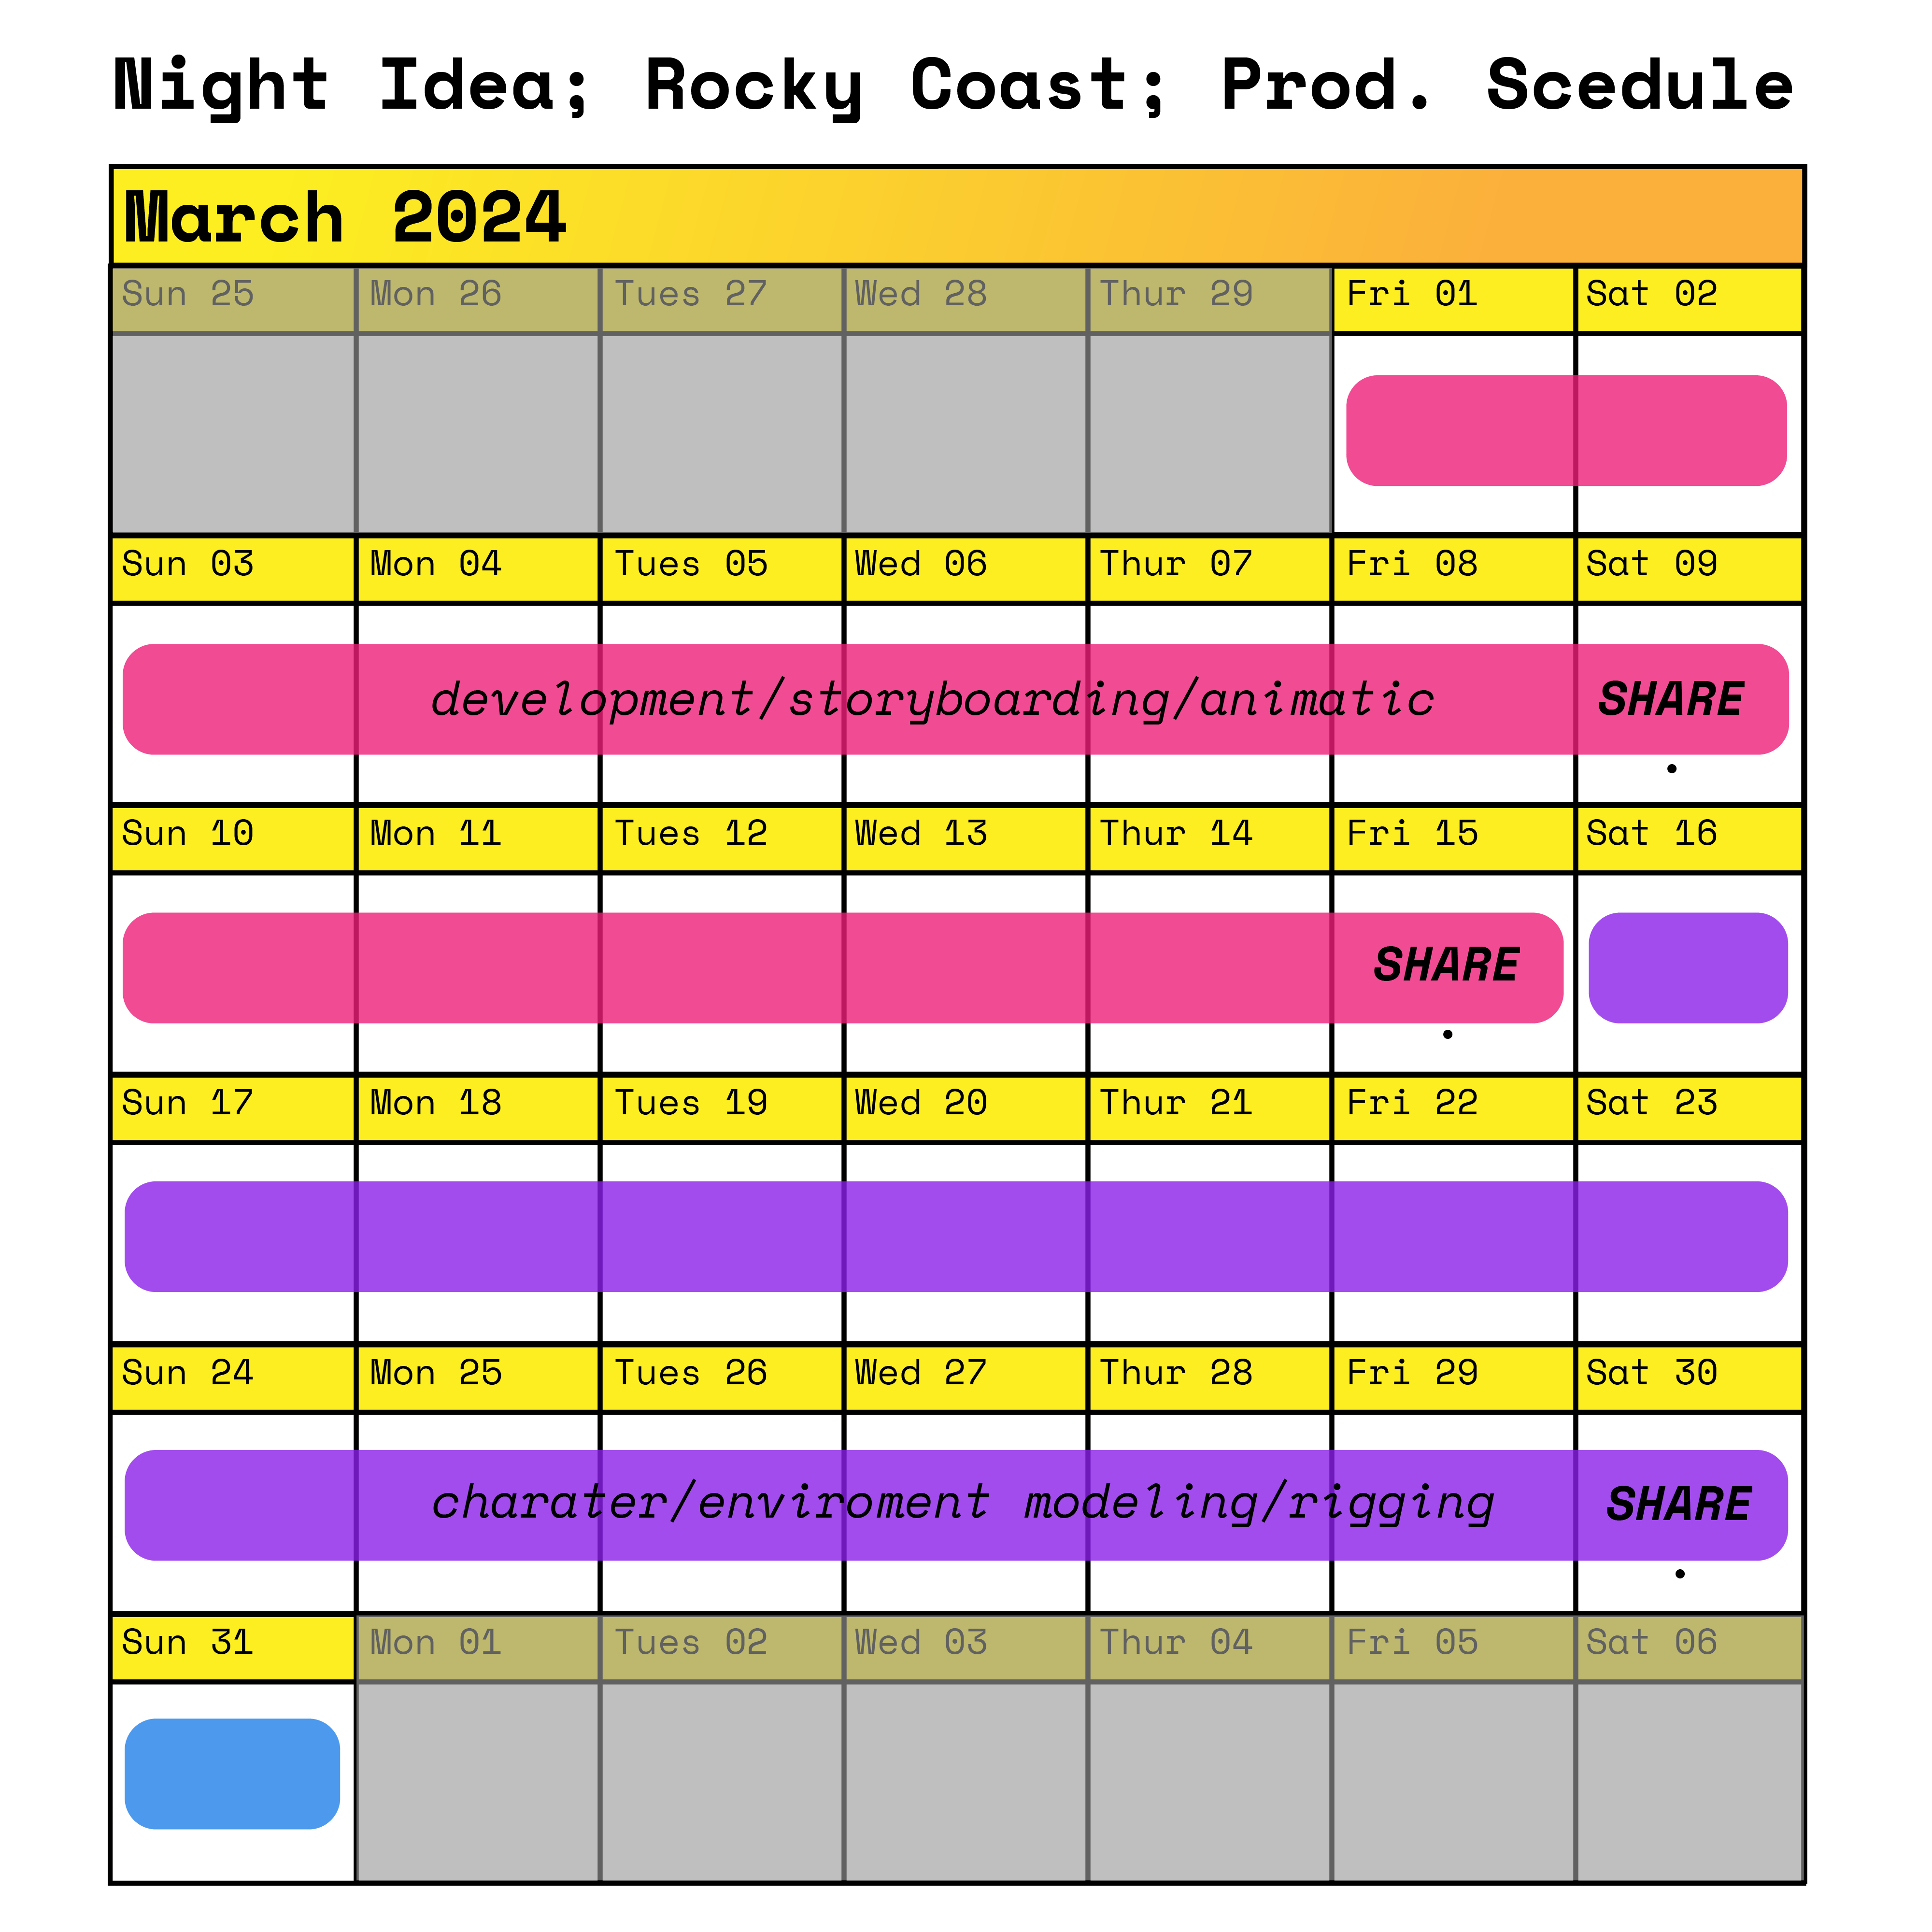 Night Idea; Rocky Coast; Prod. Scedule
March 2024
Sun 25 Mon 26 Tues 27 Wed 28 Thur 29 Fri 01 Sat 02
Sun 03 Mon 04 Tues 05 Wed 06 Thur 07 Fri 08 Sat 09
development/storyboarding/animatic SHARE
.
Sun 10 Mon 11 Tues 12 Wed 13 Thur 14 Fri 15 Sat 16
SHARE
.
Sun 17 Mon 18 Tues 19 Wed 20 Thur 21 Fri 22 Sat 23
Sun 24 Mon 25 Tues 26 Wed 27 Thur 28 Fri 29 Sat 30
charater/enviroment modeling/rigging SHARE
.
Sun 31 Mon 01 Tues 02 Wed 03 Thur 04 Fri 05 Sat 06